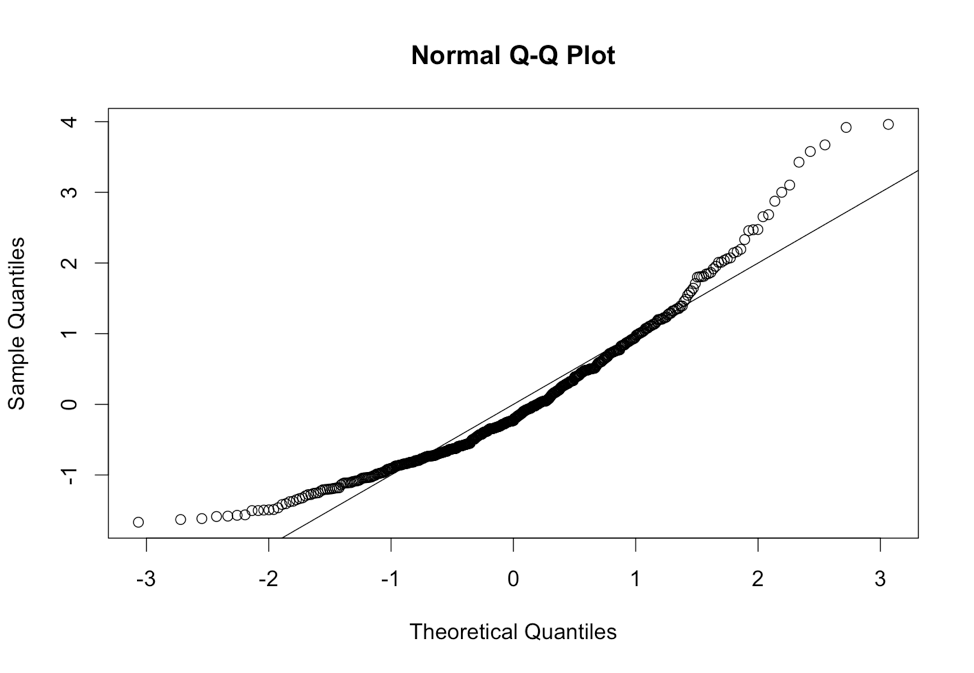 Normal Q-Q Plot
4
3
2
1
0
-1
Sample Quantiles
-3 -2 -1 0 1 2 3
Theoretical Quantiles